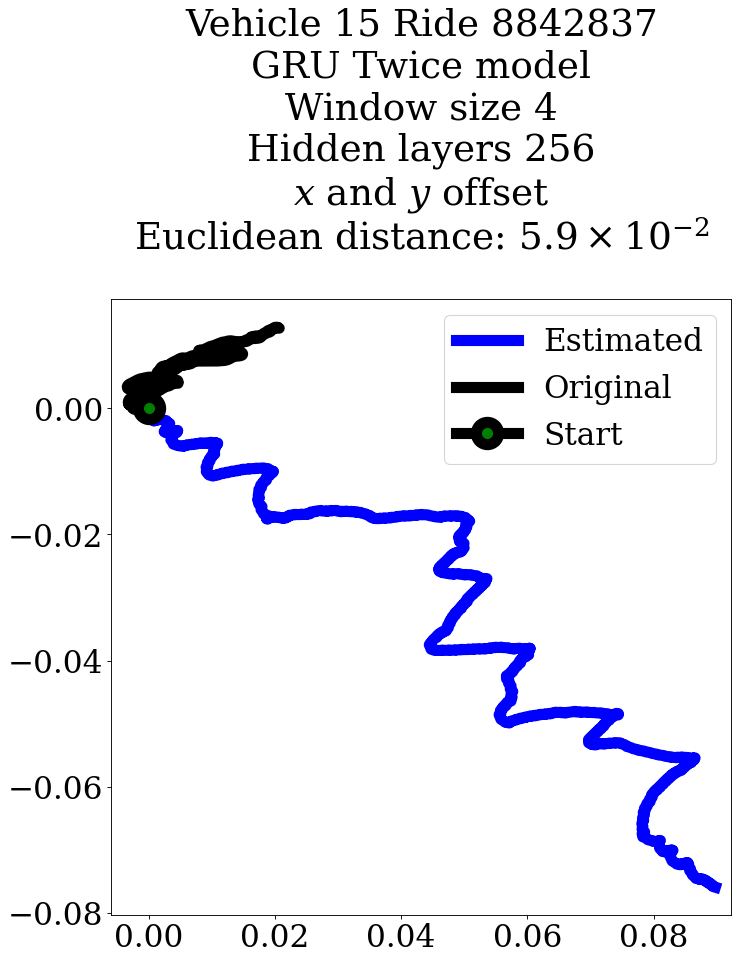 Vehicle 15 Ride 8842837
GRU Twice model
Window size 4
Hidden layers 256
x and y offset
Euclidean distance: 5.9 × 10⁻²
Estimated
Original
Start
0.00
−0.02
−0.04
−0.06
−0.08
0.00 0.02 0.04 0.06 0.08